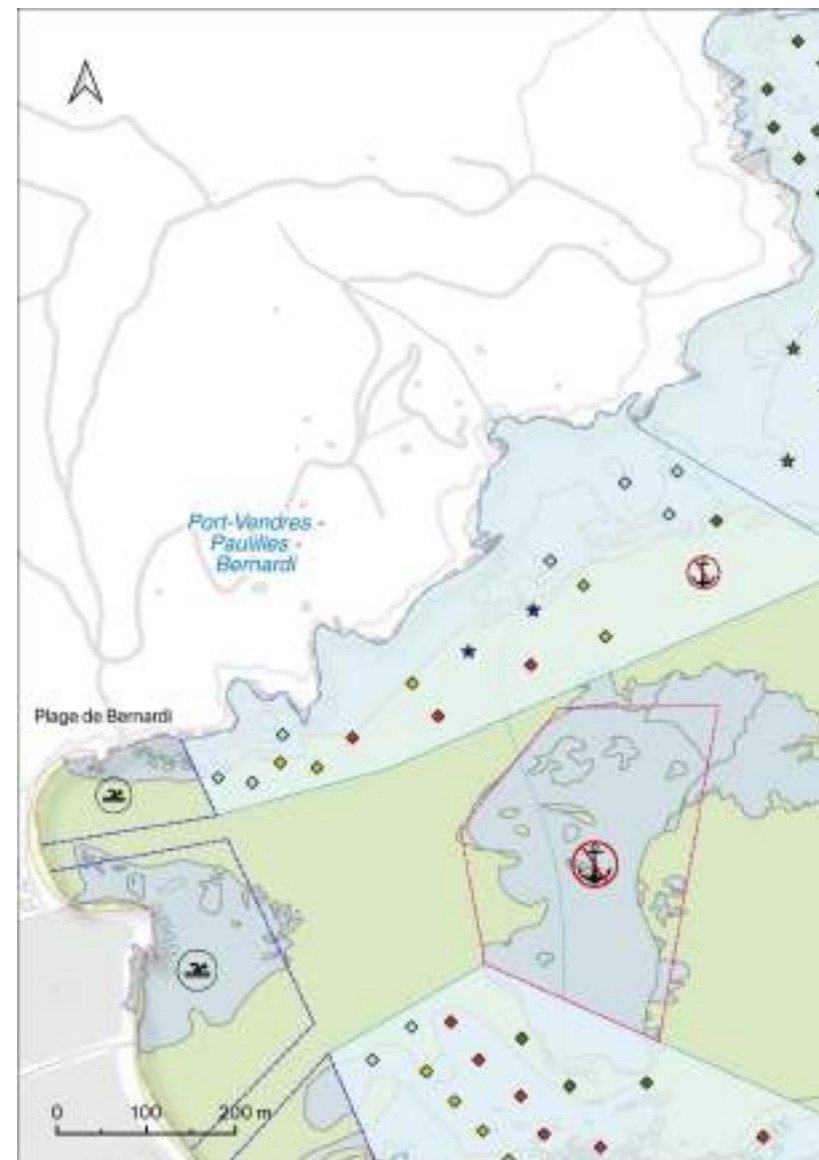 Port-Vendres -
Paulilles -
Bernardi
Plage de Bernardi
0 100 200 m